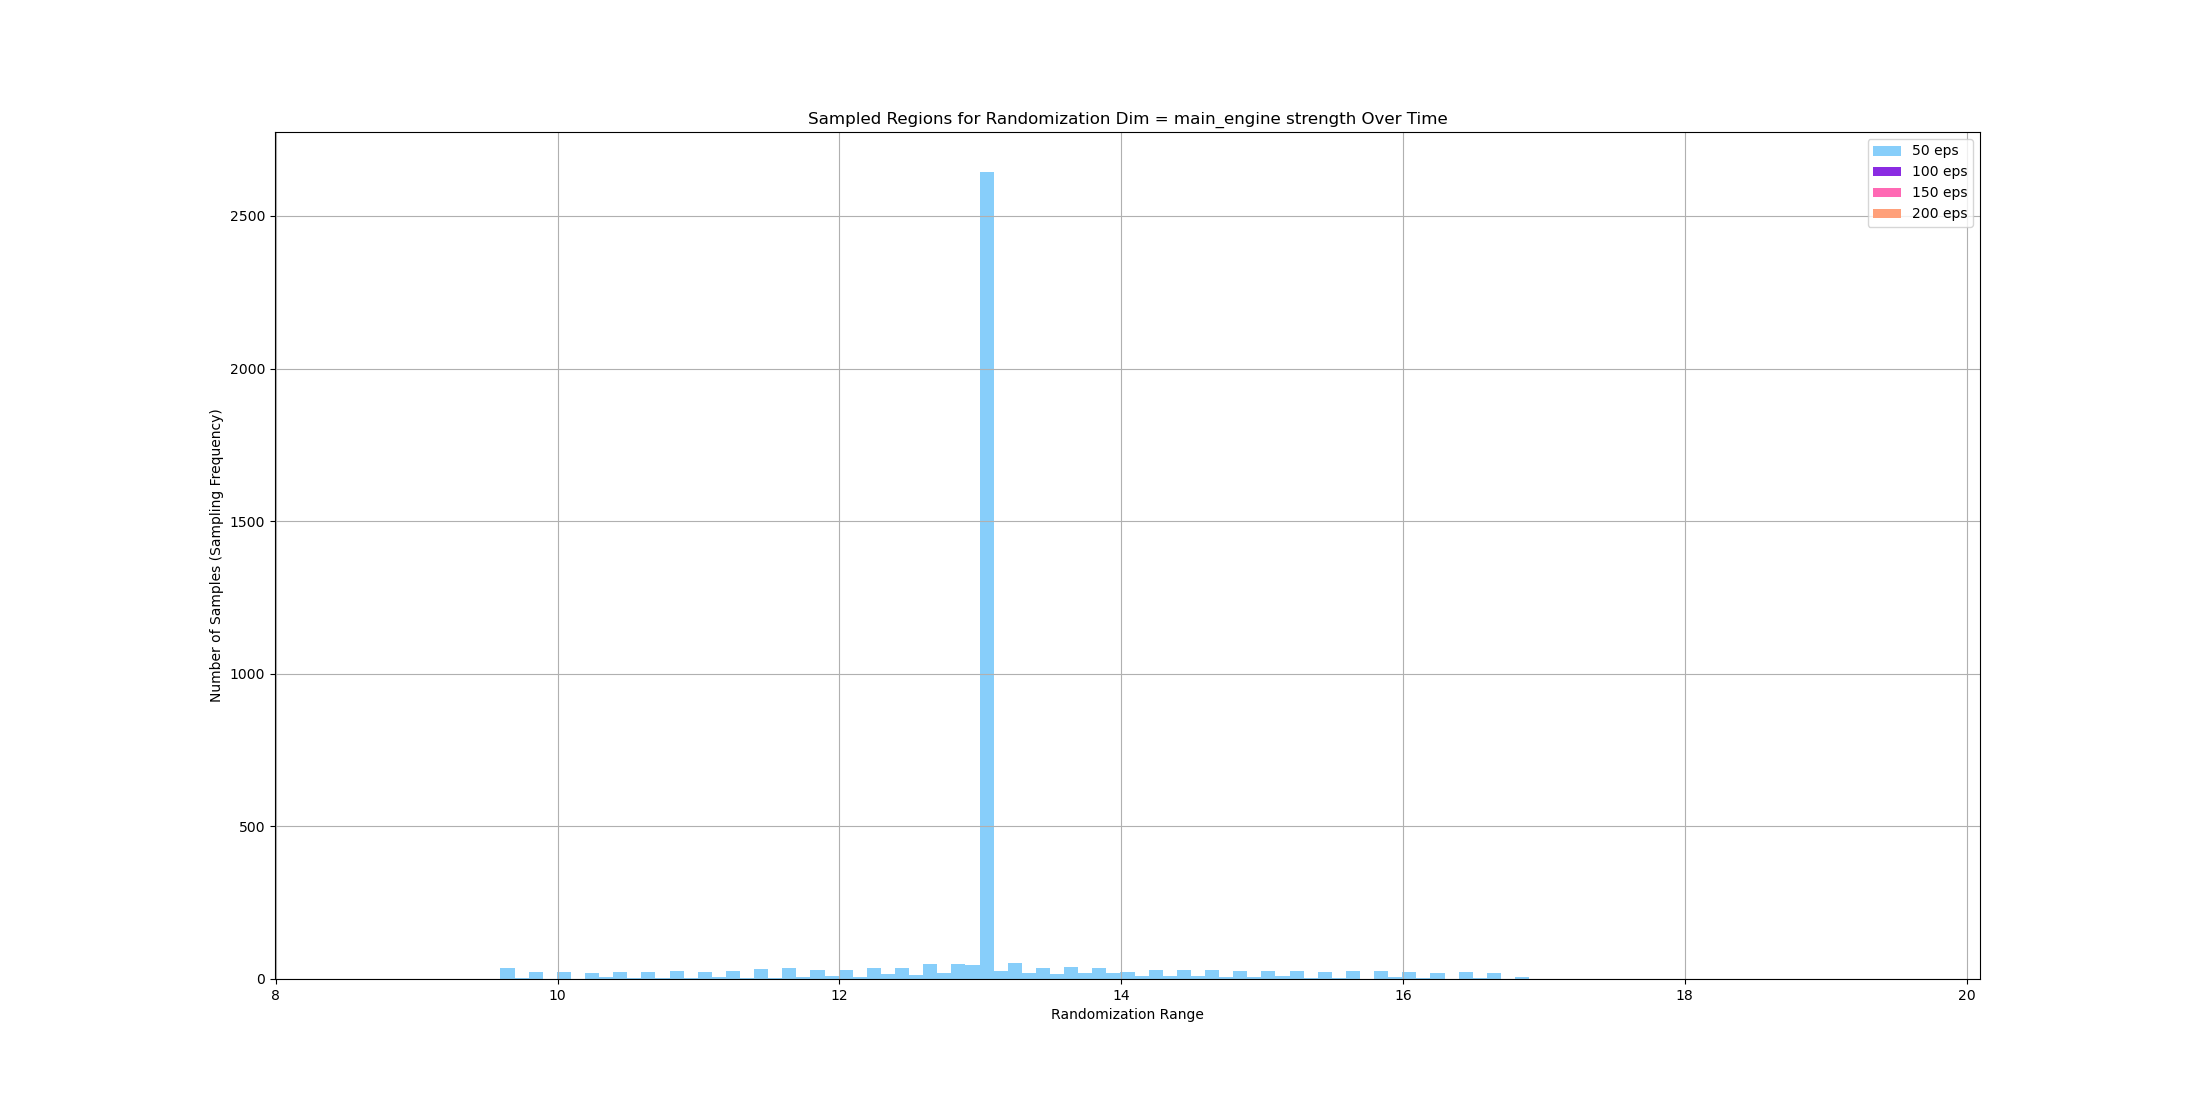 Sampled Regions for Randomization Dim = main_engine strength Over Time
50 eps
100 eps
150 eps
200 eps
Number of Samples (Sampling Frequency)
2500
2000
1500
1000
500
0
8
10
12
14
16
18
20
Randomization Range